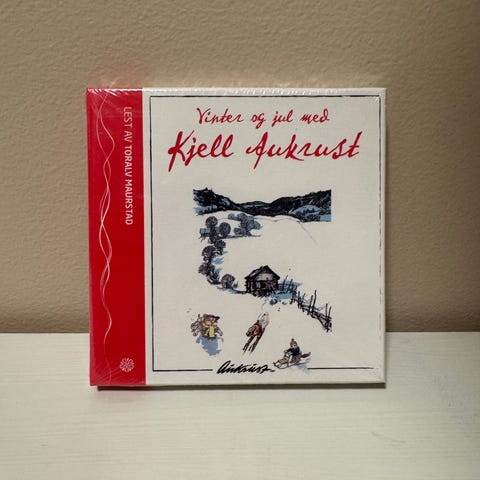 LEST AV TORALV MAURSTAD
Vinter og jul med
Kjell Aukrust
Aukrust